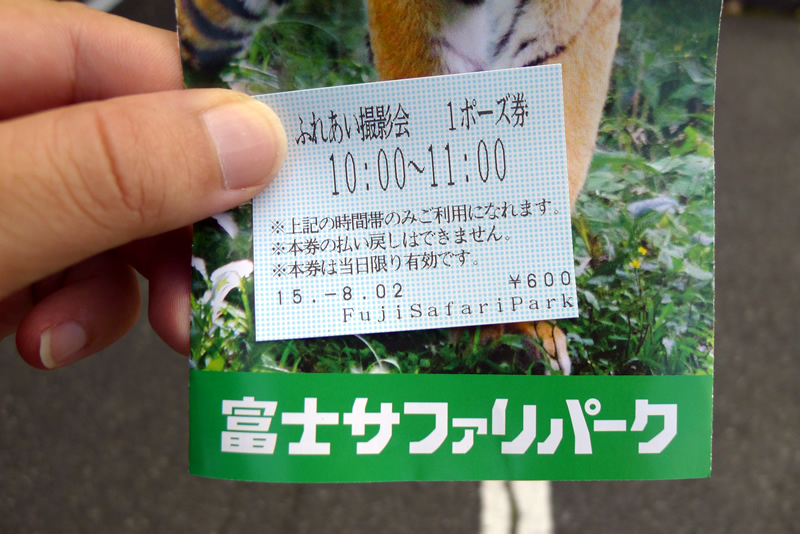 ふれあい撮影会 1ポーズ券
10:00~11:00
※上記の時間帯のみご利用になれます。
※本券の払い戻しはできません。
※本券は当日限り有効です。
15.-8.02 ¥600
FujiSafariPark
富士サファリパーク